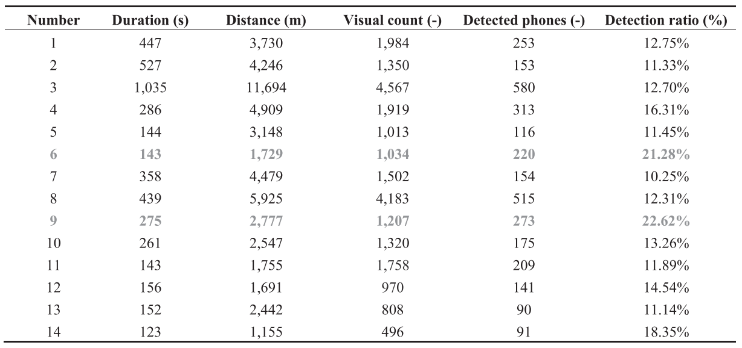 Number Duration (s) Distance (m) Visual count (-) Detected phones (-) Detection ratio (%)
1 447 3,730 1,984 253 12.75%
2 527 4,246 1,350 153 11.33%
3 1,035 11,694 4,567 580 12.70%
4 286 4,909 1,919 313 16.31%
5 144 3,148 1,013 116 11.45%
6 143 1,729 1,034 220 21.28%
7 358 4,479 1,502 154 10.25%
8 439 5,925 4,183 515 12.31%
9 275 2,777 1,207 273 22.62%
10 261 2,547 1,320 175 13.26%
11 143 1,755 1,758 209 11.89%
12 156 1,691 970 141 14.54%
13 152 2,442 808 90 11.14%
14 123 1,155 496 91 18.35%